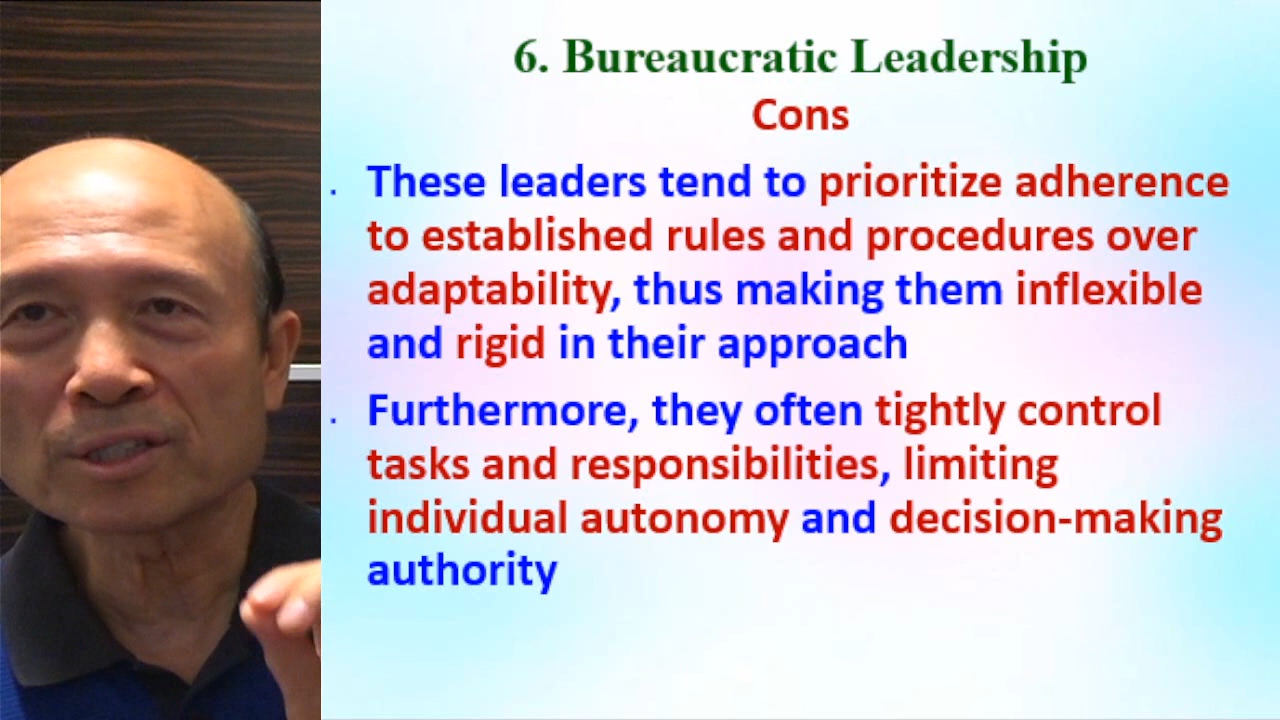 6. Bureaucratic Leadership
Cons
. These leaders tend to prioritize adherence
to established rules and procedures over
adaptability, thus making them inflexible
and rigid in their approach
. Furthermore, they often tightly control
tasks and responsibilities, limiting
individual autonomy and decision-making
authority